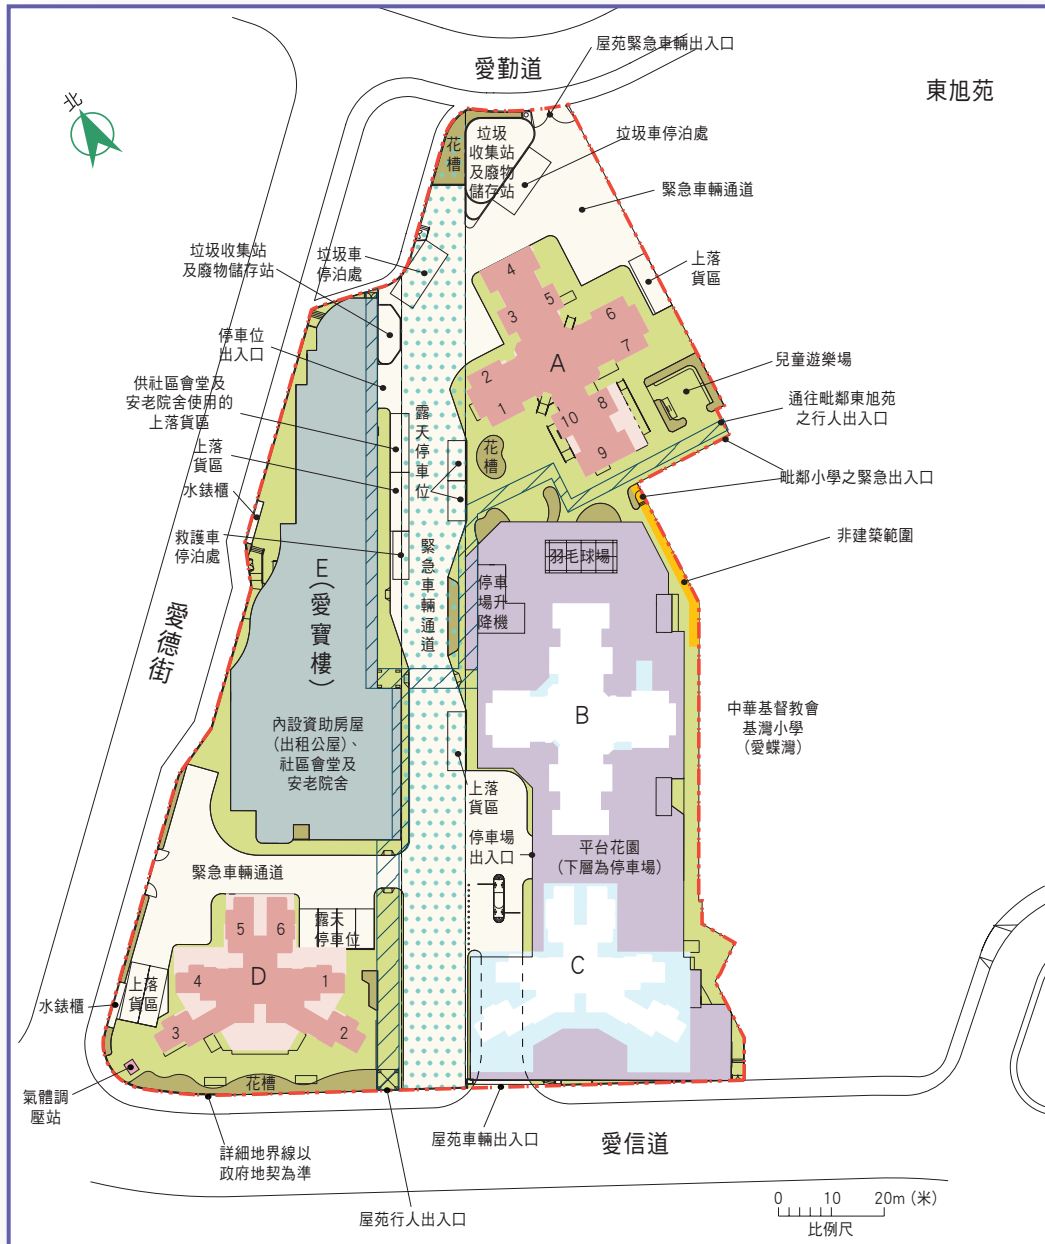 屋苑緊急車輛出入口
愛勤道
東旭苑
北
垃圾
收集站
及廢物
儲存站
花
槽
垃圾車停泊處
緊急車輛通道
垃圾收集站
及廢物儲存站
垃圾車
停泊處
上落
貨區
4
5
3
6
7
A
2
1
8
10
9
停車位
出入口
兒童遊樂場
供社區會堂及
安老院舍使用的
上落貨區
露
天
停
車
位
通往毗鄰東旭苑
之行人出入口
花
槽
上落
貨區
毗鄰小學之緊急出入口
水錶櫃
救護車
停泊處
非建築範圍
緊
急
車
輛
通
道
羽毛球場
停車
場升
降機
E(愛寶樓)
愛德街
B
中華基督教會
基灣小學
(愛蝶灣)
內設資助房屋
(出租公屋)、
社區會堂及
安老院舍
上落
貨區
停車場
出入口
平台花園
(下層為停車場)
緊急車輛通道
5
6
露天
停車位
4
D
1
3
2
C
上落
貨區
水錶櫃
氣體調
壓站
花槽
詳細地界線以
政府地契為準
屋苑車輛出入口
愛信道
屋苑行人出入口
0 10 20m (米)
比例尺